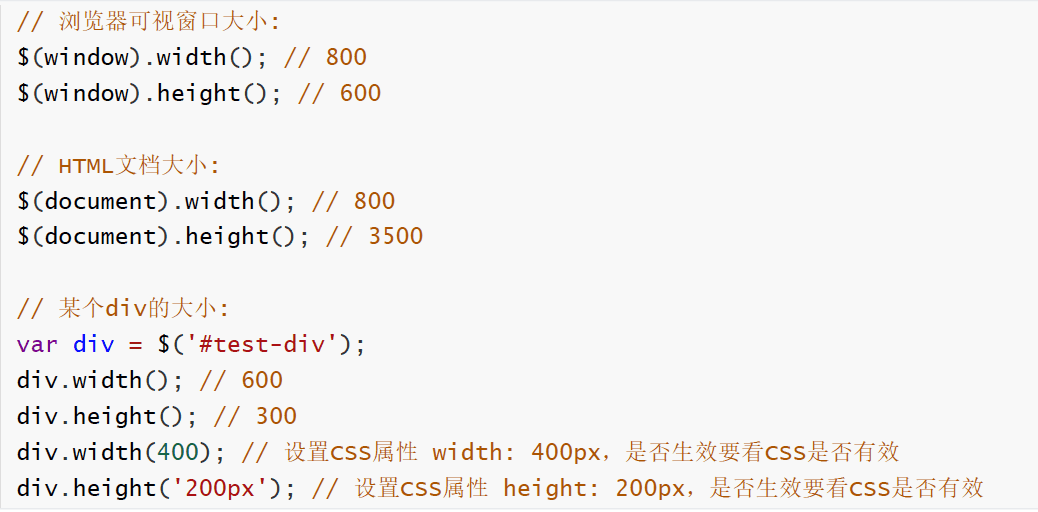 // 浏览器可视窗口大小:
$(window).width(); // 800
$(window).height(); // 600
// HTML文档大小:
$(document).width(); // 800
$(document).height(); // 3500
// 某个div的大小:
var div = $('#test-div');
div.width(); // 600
div.height(); // 300
div.width(400); // 设置CSS属性 width: 400px，是否生效要看CSS是否有效
div.height('200px'); // 设置CSS属性 height: 200px，是否生效要看CSS是否有效